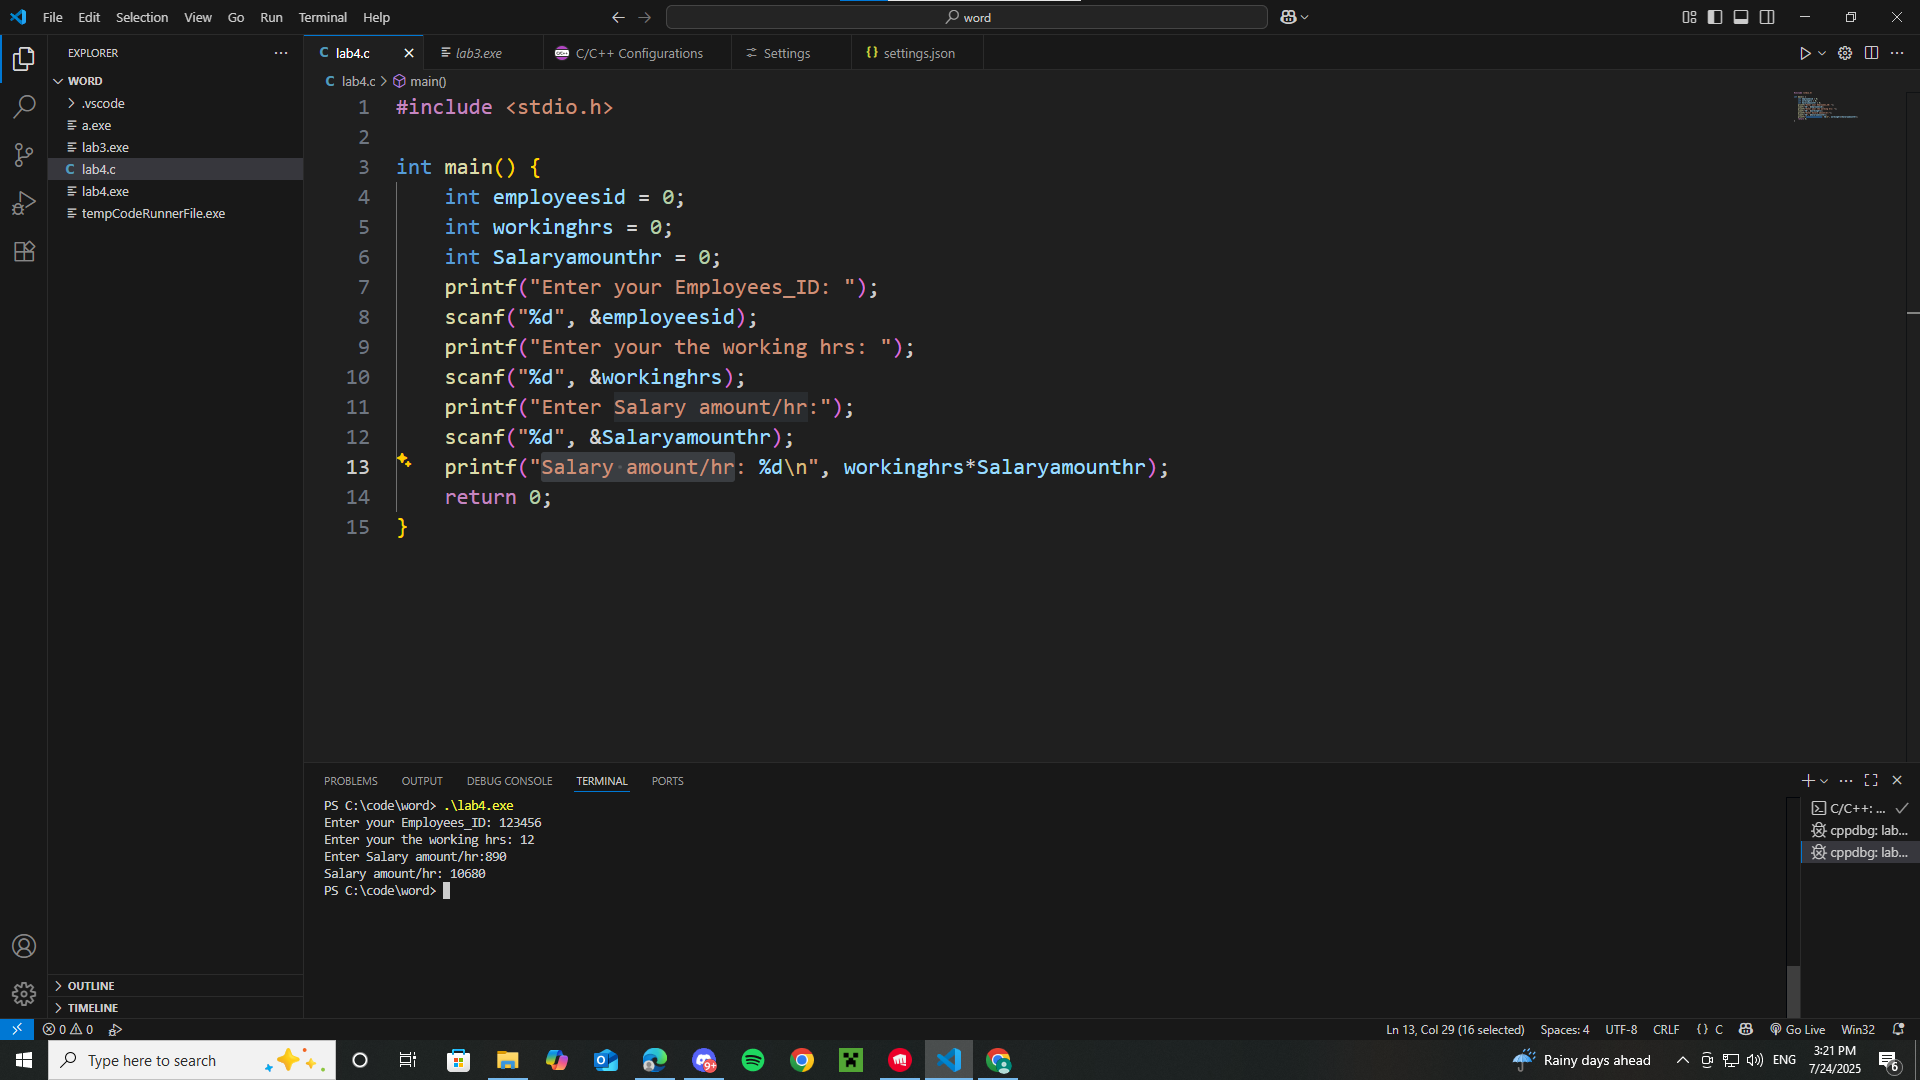 File Edit Selection View Go Run Terminal Help
word
EXPLORER
WORD
.vscode
a.exe
lab3.exe
C lab4.c
lab4.exe
tempCodeRunnerFile.exe
OUTLINE
TIMELINE
C lab4.c
lab3.exe
C/C++ Configurations
Settings
{} settings.json
C lab4.c > main()
1 #include <stdio.h>
2
3 int main() {
4 int employeesid = 0;
5 int workinghrs = 0;
6 int Salaryamounthr = 0;
7 printf("Enter your Employees_ID: ");
8 scanf("%d", &employeesid);
9 printf("Enter your the working hrs: ");
10 scanf("%d", &workinghrs);
11 printf("Enter Salary amount/hr:");
12 scanf("%d", &Salaryamounthr);
13 printf("Salary amount/hr: %d\n", workinghrs*Salaryamounthr);
14 return 0;
15 }
PROBLEMS OUTPUT DEBUG CONSOLE TERMINAL PORTS
PS C:\code\word> .\lab4.exe
Enter your Employees_ID: 123456
Enter your the working hrs: 12
Enter Salary amount/hr:890
Salary amount/hr: 10680
PS C:\code\word>
C/C++: ...
cppdbg: lab...
cppdbg: lab...
0 0
Ln 13, Col 29 (16 selected) Spaces: 4 UTF-8 CRLF {} C Go Live Win32
Type here to search
9+
Rainy days ahead
ENG
3:21 PM
7/24/2025
6